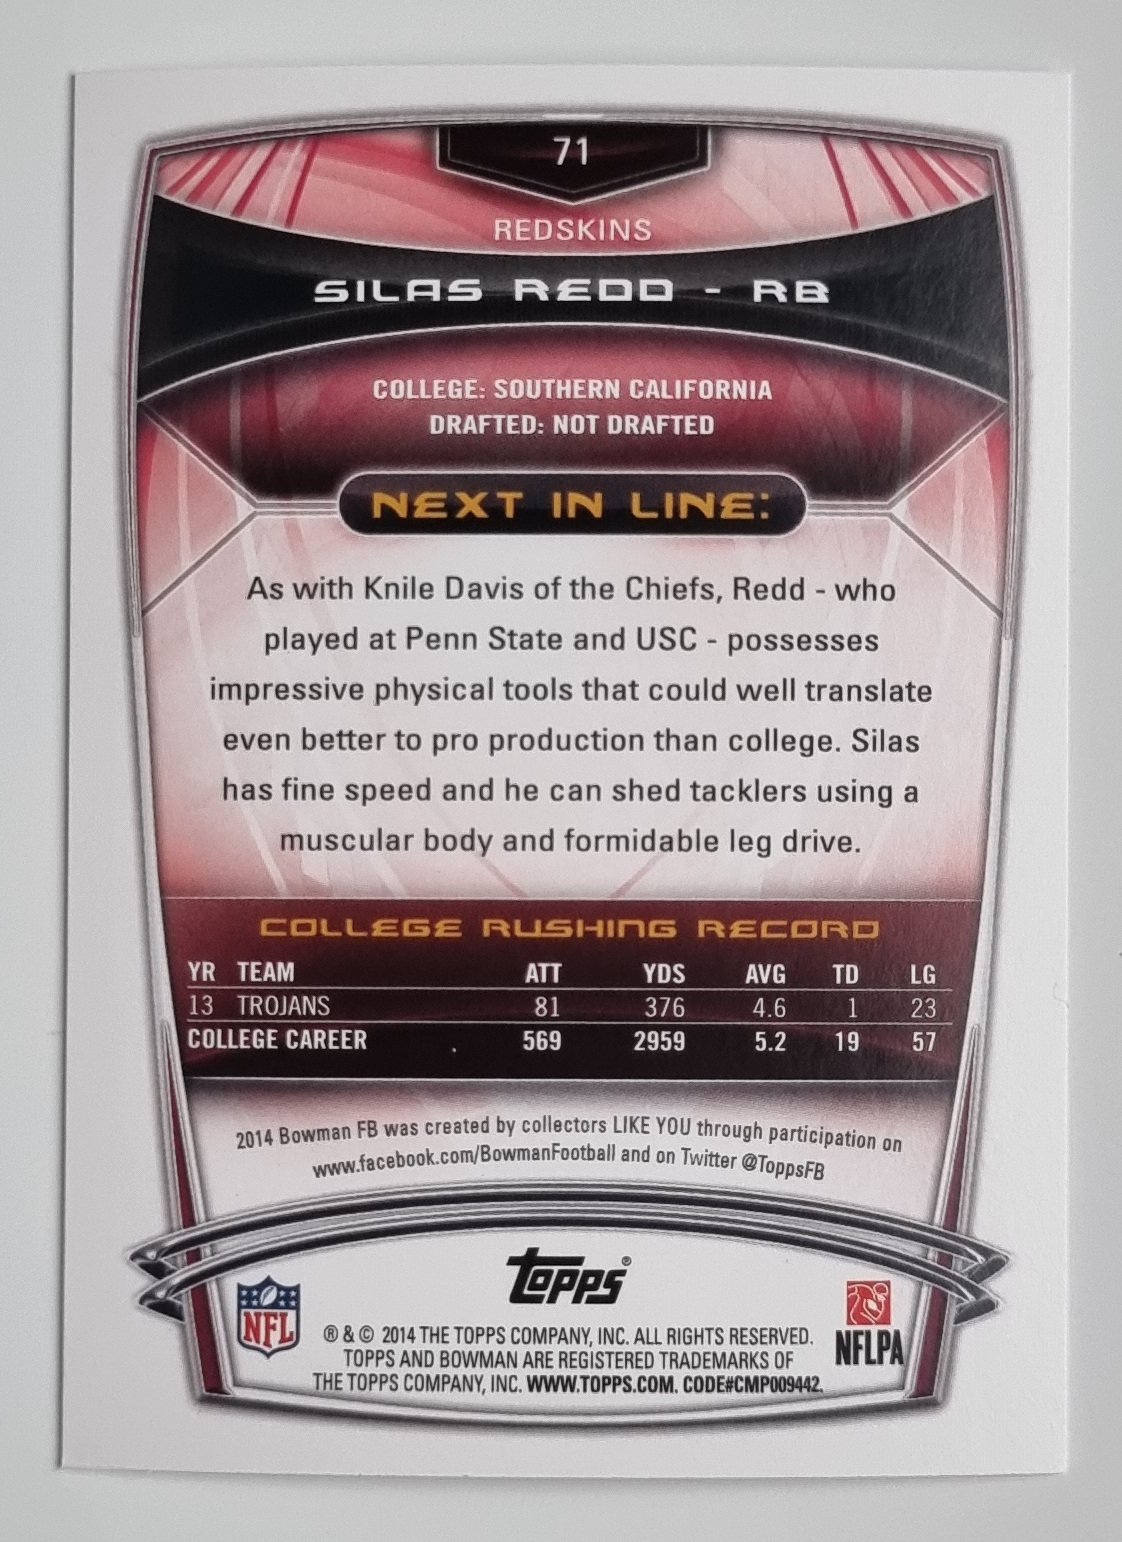 71
REDSKINS
SILAS REDD - RB
COLLEGE: SOUTHERN CALIFORNIA
DRAFTED: NOT DRAFTED
NEXT IN LINE:
As with Knile Davis of the Chiefs, Redd - who
played at Penn State and USC - possesses
impressive physical tools that could well translate
even better to pro production than college. Silas
has fine speed and he can shed tacklers using a
muscular body and formidable leg drive.
COLLEGE RUSHING RECORD
YR TEAM ATT YDS AVG TD LG
13 TROJANS 81 376 4.6 1 23
COLLEGE CAREER 569 2959 5.2 19 57
2014 Bowman FB was created by collectors LIKE YOU through participation on
www.facebook.com/BowmanFootball and on Twitter @ToppsFB
Topps®
NFL
® & © 2014 THE TOPPS COMPANY, INC. ALL RIGHTS RESERVED.
TOPPS AND BOWMAN ARE REGISTERED TRADEMARKS OF
THE TOPPS COMPANY, INC. WWW.TOPPS.COM. CODE#CMP009442.
NFLPA